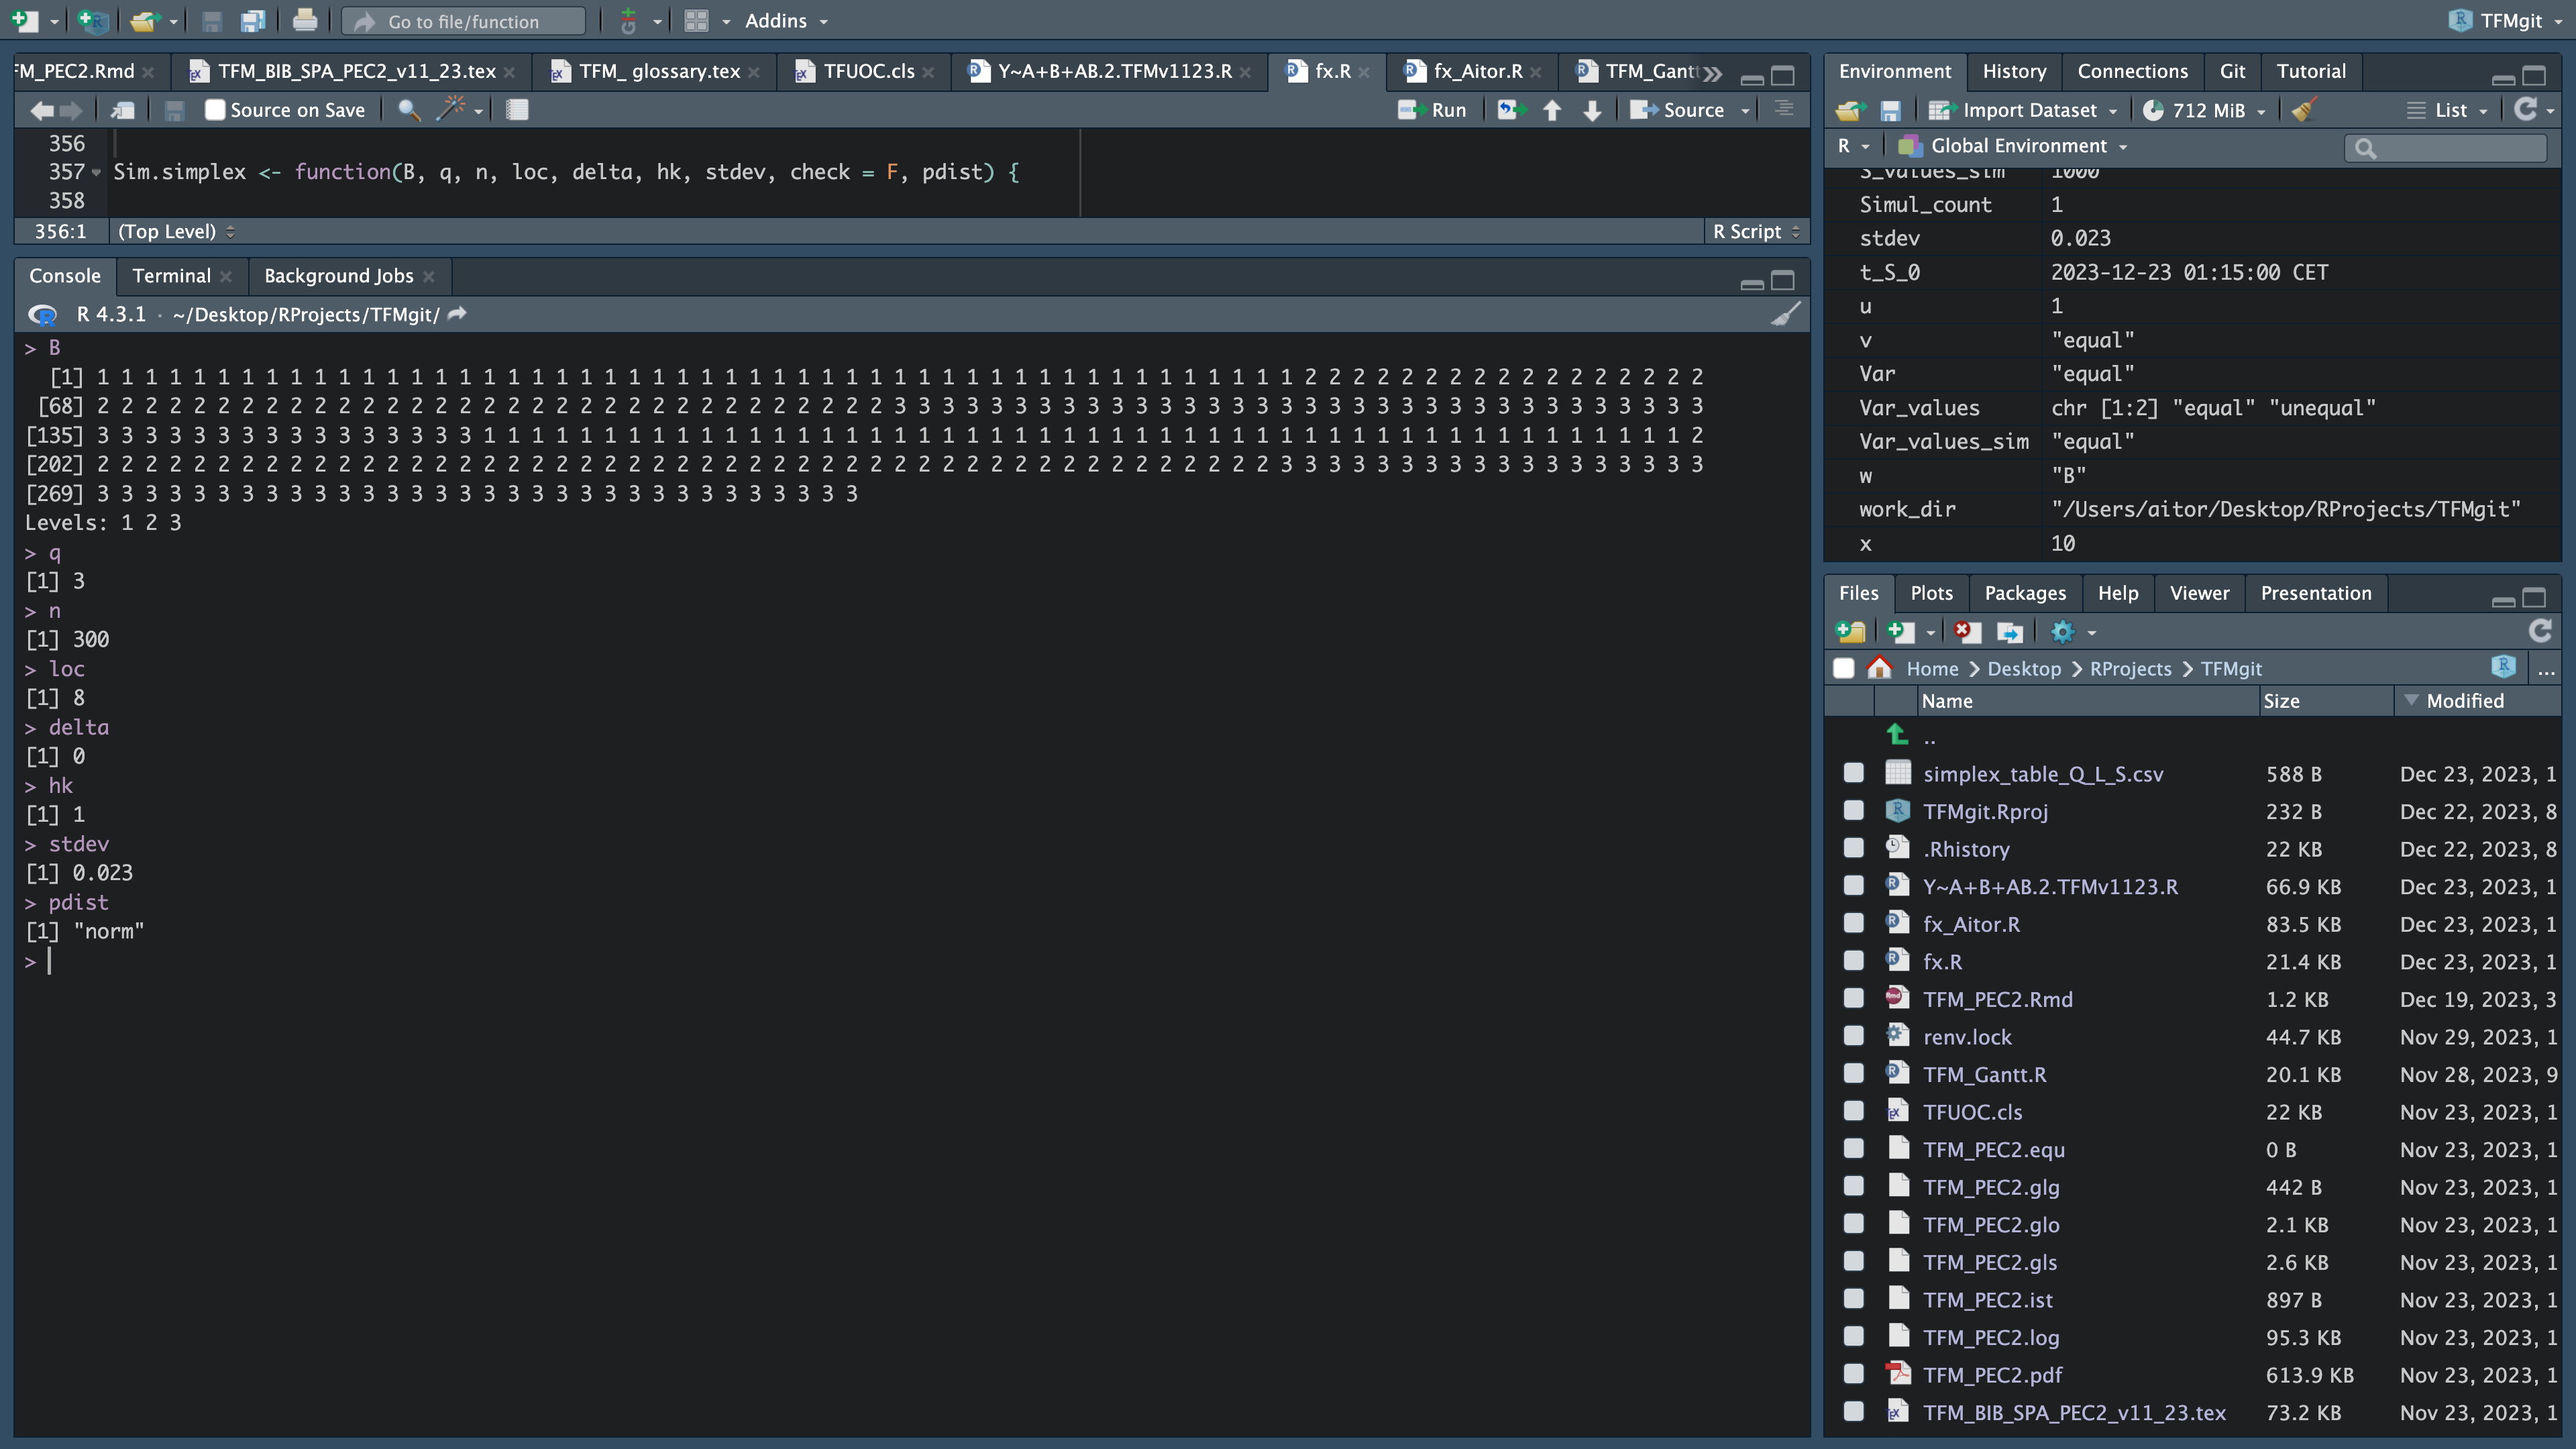 Go to file/function
Addins
TFMgit
FM_PEC2.Rmd
TFM_BIB_SPA_PEC2_v11_23.tex
TFM_ glossary.tex
TFUOC.cls
Y~A+B+AB.2.TFMv1123.R
fx.R
fx_Aitor.R
TFM_Gantt
Source on Save
Run
Source
356
357 Sim.simplex <- function(B, q, n, loc, delta, hk, stdev, check = F, pdist) {
358
356:1 (Top Level) R Script
Console Terminal Background Jobs
R 4.3.1 · ~/Desktop/RProjects/TFMgit/
> B
[1] 1 1 1 1 1 1 1 1 1 1 1 1 1 1 1 1 1 1 1 1 1 1 1 1 1 1 1 1 1 1 1 1 1 1 1 1 1 1 1 1 1 1 1 1 1 1 1 1 1 1 2 2 2 2 2 2 2 2 2 2 2 2 2 2 2 2 2
[68] 2 2 2 2 2 2 2 2 2 2 2 2 2 2 2 2 2 2 2 2 2 2 2 2 2 2 2 2 2 2 2 2 2 3 3 3 3 3 3 3 3 3 3 3 3 3 3 3 3 3 3 3 3 3 3 3 3 3 3 3 3 3 3 3 3 3 3
[135] 3 3 3 3 3 3 3 3 3 3 3 3 3 3 3 3 1 1 1 1 1 1 1 1 1 1 1 1 1 1 1 1 1 1 1 1 1 1 1 1 1 1 1 1 1 1 1 1 1 1 1 1 1 1 1 1 1 1 1 1 1 1 1 1 1 1 2
[202] 2 2 2 2 2 2 2 2 2 2 2 2 2 2 2 2 2 2 2 2 2 2 2 2 2 2 2 2 2 2 2 2 2 2 2 2 2 2 2 2 2 2 2 2 2 2 2 2 2 3 3 3 3 3 3 3 3 3 3 3 3 3 3 3 3 3 3
[269] 3 3 3 3 3 3 3 3 3 3 3 3 3 3 3 3 3 3 3 3 3 3 3 3 3 3 3 3 3 3 3 3
Levels: 1 2 3
> q
[1] 3
> n
[1] 300
> loc
[1] 8
> delta
[1] 0
> hk
[1] 1
> stdev
[1] 0.023
> pdist
[1] "norm"
>
Environment History Connections Git Tutorial
Import Dataset 712 MiB List
R Global Environment
S_values_sim 1000
Simul_count 1
stdev 0.023
t_S_0 2023-12-23 01:15:00 CET
u 1
v "equal"
Var "equal"
Var_values chr [1:2] "equal" "unequal"
Var_values_sim "equal"
w "B"
work_dir "/Users/aitor/Desktop/RProjects/TFMgit"
x 10
Files Plots Packages Help Viewer Presentation
Home Desktop RProjects TFMgit ...
Name Size Modified
..
simplex_table_Q_L_S.csv 588 B Dec 23, 2023, 1
TFMgit.Rproj 232 B Dec 22, 2023, 8
.Rhistory 22 KB Dec 22, 2023, 8
Y~A+B+AB.2.TFMv1123.R 66.9 KB Dec 23, 2023, 1
fx_Aitor.R 83.5 KB Dec 23, 2023, 1
fx.R 21.4 KB Dec 23, 2023, 1
TFM_PEC2.Rmd 1.2 KB Dec 19, 2023, 3
renv.lock 44.7 KB Nov 29, 2023, 1
TFM_Gantt.R 20.1 KB Nov 28, 2023, 9
TFUOC.cls 22 KB Nov 23, 2023, 1
TFM_PEC2.equ 0 B Nov 23, 2023, 1
TFM_PEC2.glg 442 B Nov 23, 2023, 1
TFM_PEC2.glo 2.1 KB Nov 23, 2023, 1
TFM_PEC2.gls 2.6 KB Nov 23, 2023, 1
TFM_PEC2.ist 897 B Nov 23, 2023, 1
TFM_PEC2.log 95.3 KB Nov 23, 2023, 1
TFM_PEC2.pdf 613.9 KB Nov 23, 2023, 1
TFM_BIB_SPA_PEC2_v11_23.tex 73.2 KB Nov 23, 2023, 1